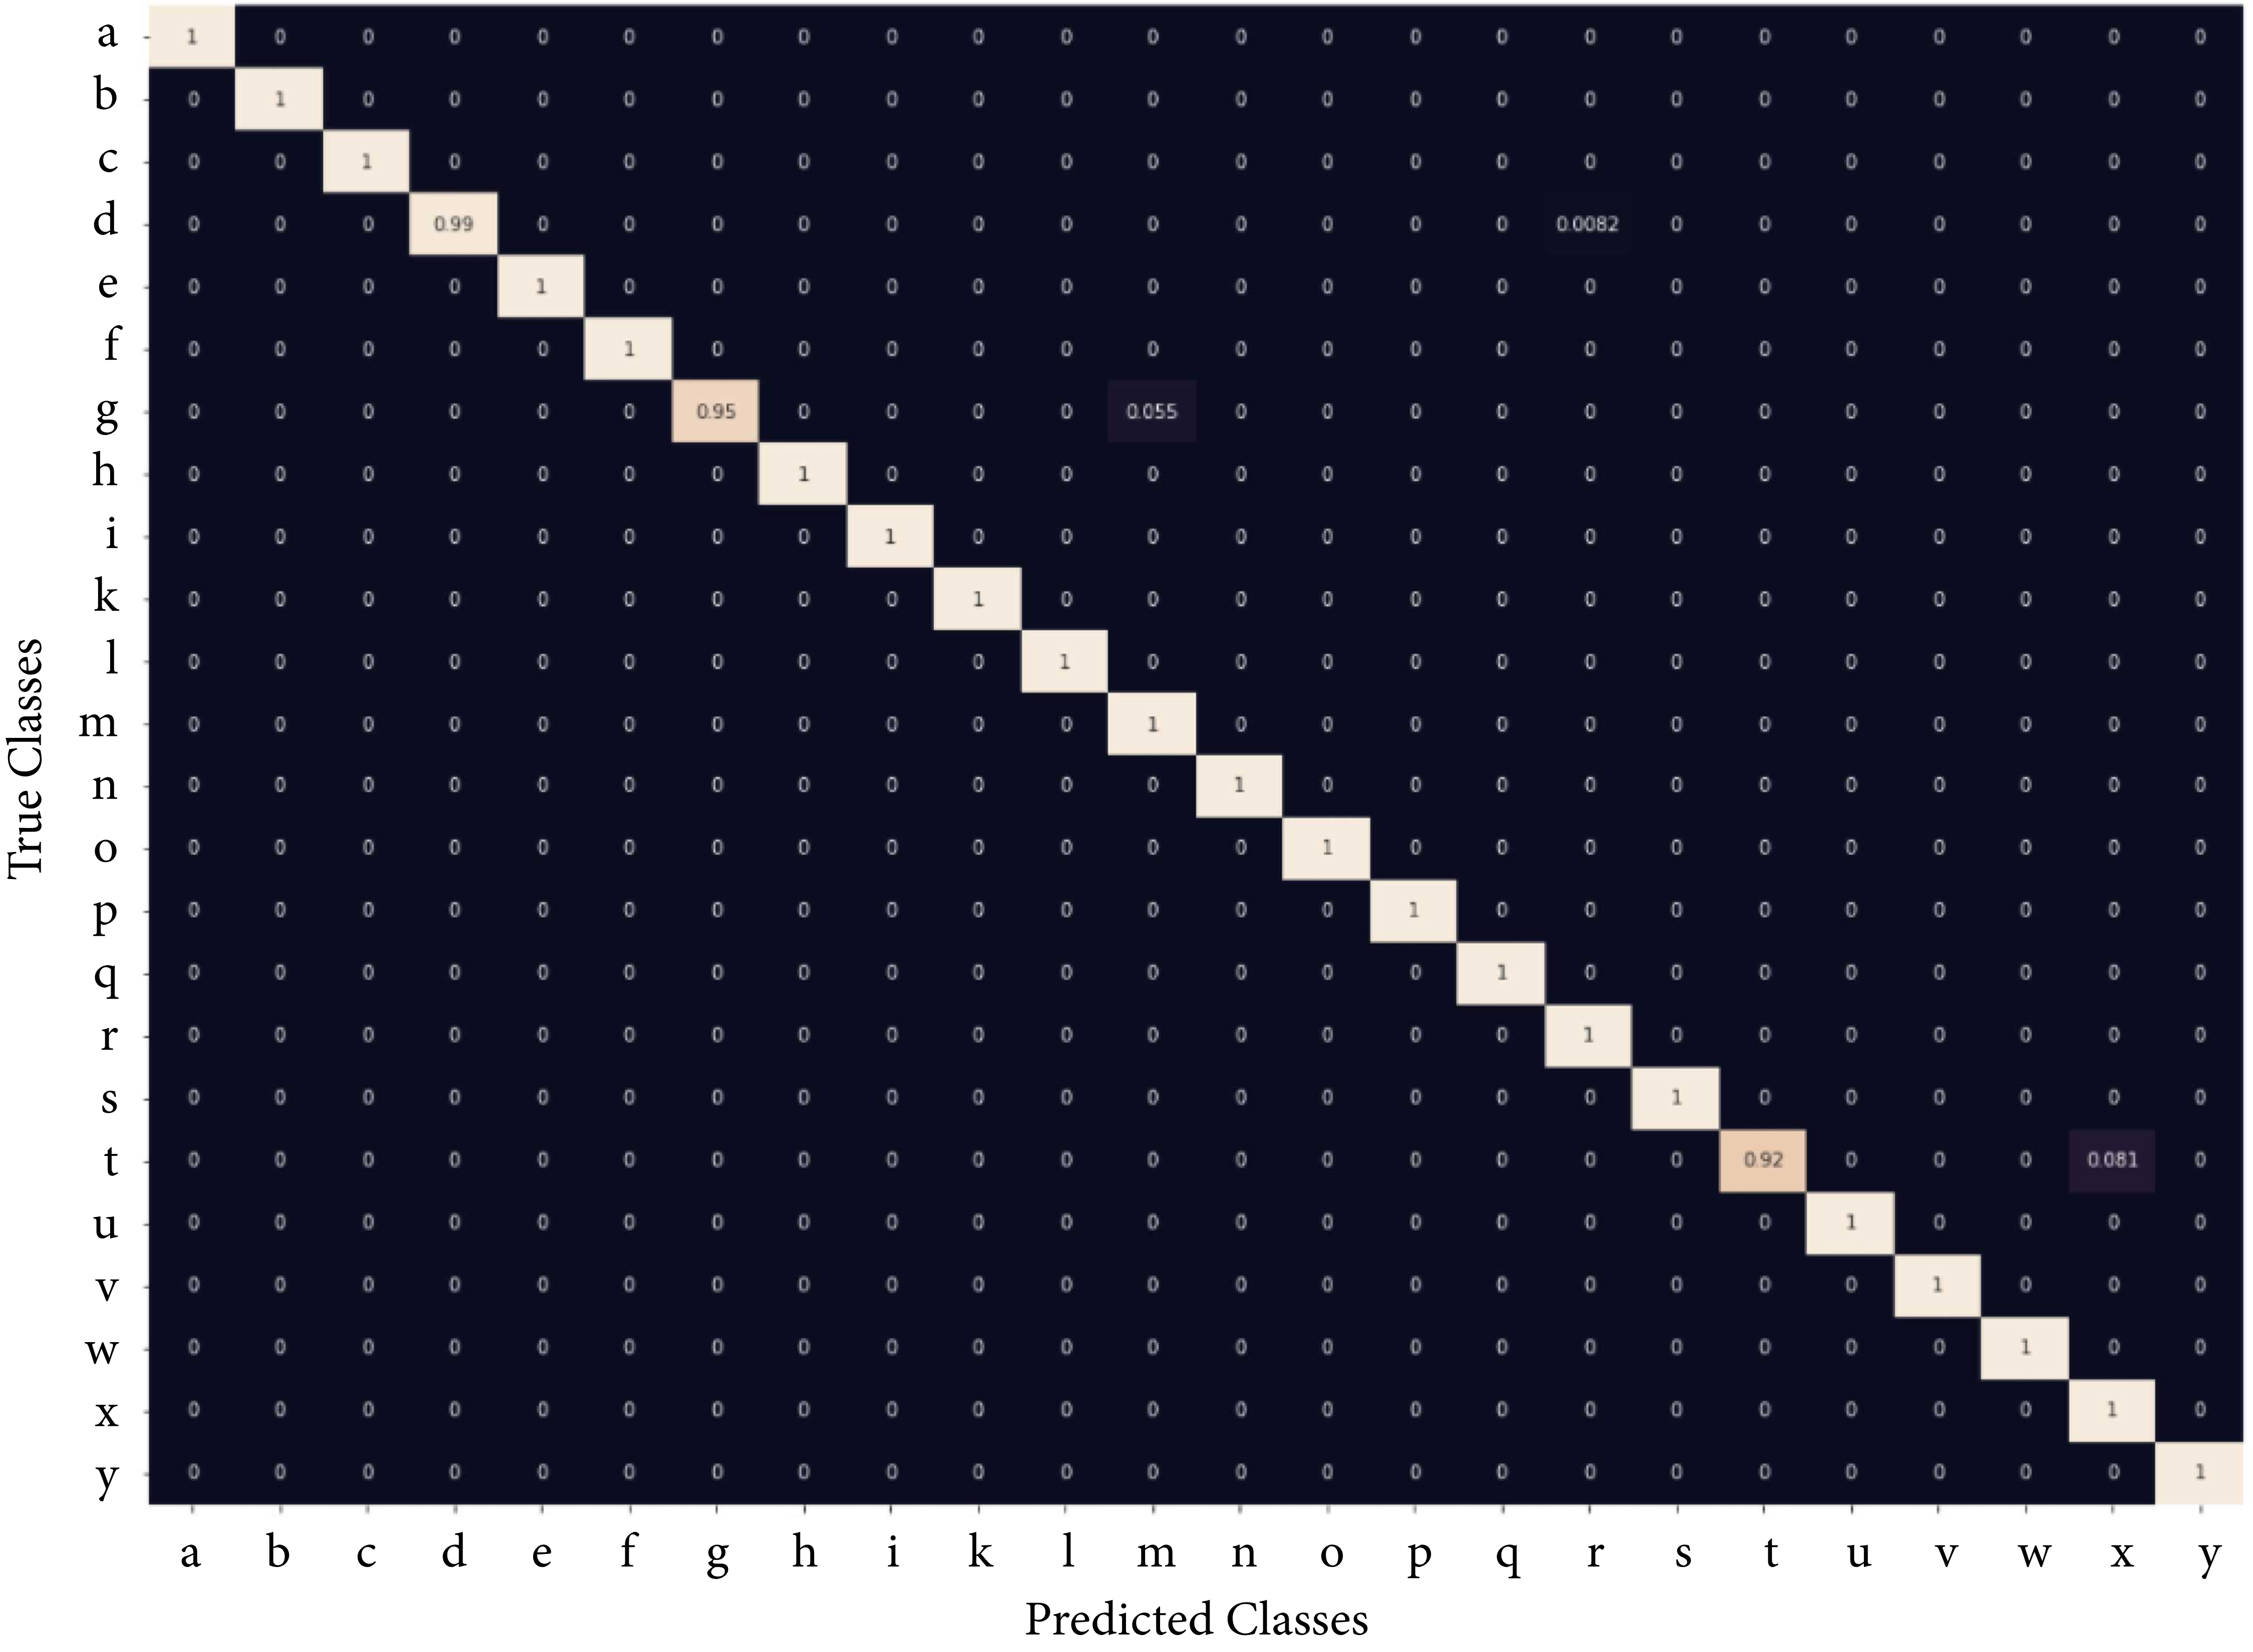 a 1 0 0 0 0 0 0 0 0 0 0 0 0 0 0 0 0 0 0 0 0 0 0 0
b 0 1 0 0 0 0 0 0 0 0 0 0 0 0 0 0 0 0 0 0 0 0 0 0
c 0 0 1 0 0 0 0 0 0 0 0 0 0 0 0 0 0 0 0 0 0 0 0 0
d 0 0 0 0.99 0 0 0 0 0 0 0 0 0 0 0 0 0.0082 0 0 0 0 0 0 0
e 0 0 0 0 1 0 0 0 0 0 0 0 0 0 0 0 0 0 0 0 0 0 0 0
f 0 0 0 0 0 1 0 0 0 0 0 0 0 0 0 0 0 0 0 0 0 0 0 0
g 0 0 0 0 0 0 0.95 0 0 0 0 0.055 0 0 0 0 0 0 0 0 0 0 0 0
h 0 0 0 0 0 0 0 1 0 0 0 0 0 0 0 0 0 0 0 0 0 0 0 0
i 0 0 0 0 0 0 0 0 1 0 0 0 0 0 0 0 0 0 0 0 0 0 0 0
k 0 0 0 0 0 0 0 0 0 1 0 0 0 0 0 0 0 0 0 0 0 0 0 0
l 0 0 0 0 0 0 0 0 0 0 1 0 0 0 0 0 0 0 0 0 0 0 0 0
m 0 0 0 0 0 0 0 0 0 0 0 1 0 0 0 0 0 0 0 0 0 0 0 0
n 0 0 0 0 0 0 0 0 0 0 0 0 1 0 0 0 0 0 0 0 0 0 0 0
o 0 0 0 0 0 0 0 0 0 0 0 0 0 1 0 0 0 0 0 0 0 0 0 0
p 0 0 0 0 0 0 0 0 0 0 0 0 0 0 1 0 0 0 0 0 0 0 0 0
q 0 0 0 0 0 0 0 0 0 0 0 0 0 0 0 1 0 0 0 0 0 0 0 0
r 0 0 0 0 0 0 0 0 0 0 0 0 0 0 0 0 1 0 0 0 0 0 0 0
s 0 0 0 0 0 0 0 0 0 0 0 0 0 0 0 0 0 1 0 0 0 0 0 0
t 0 0 0 0 0 0 0 0 0 0 0 0 0 0 0 0 0 0 0.92 0 0 0 0.081 0
u 0 0 0 0 0 0 0 0 0 0 0 0 0 0 0 0 0 0 0 1 0 0 0 0
v 0 0 0 0 0 0 0 0 0 0 0 0 0 0 0 0 0 0 0 0 1 0 0 0
w 0 0 0 0 0 0 0 0 0 0 0 0 0 0 0 0 0 0 0 0 0 1 0 0
x 0 0 0 0 0 0 0 0 0 0 0 0 0 0 0 0 0 0 0 0 0 0 1 0
y 0 0 0 0 0 0 0 0 0 0 0 0 0 0 0 0 0 0 0 0 0 0 0 1
a b c d e f g h i k l m n o p q r s t u v w x y
Predicted Classes
True Classes